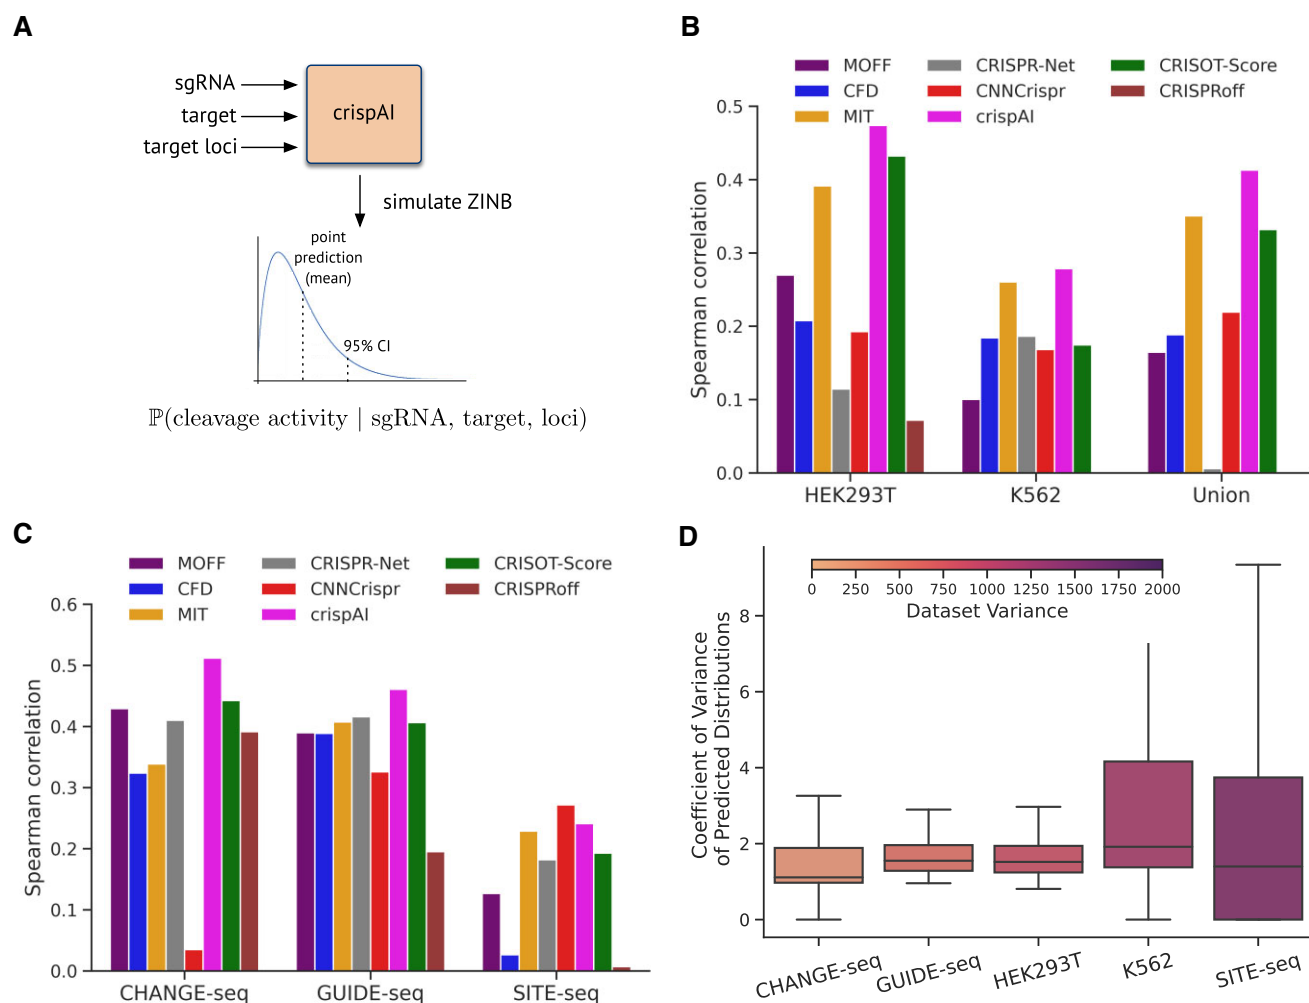 A
sgRNA
target
target loci
crispAI
simulate ZINB
point
prediction
(mean)
95% CI
ℙ(cleavage activity | sgRNA, target, loci)
B
MOFF
CFD
MIT
CRISPR-Net
CNNCrispr
crispAI
CRISOT-Score
CRISPRoff
Spearman correlation
0.5
0.4
0.3
0.2
0.1
0.0
HEK293T
K562
Union
C
MOFF
CFD
MIT
CRISPR-Net
CNNCrispr
crispAI
CRISOT-Score
CRISPRoff
Spearman correlation
0.6
0.5
0.4
0.3
0.2
0.1
0.0
CHANGE-seq
GUIDE-seq
SITE-seq
D
0 250 500 750 1000 1250 1500 1750 2000
Dataset Variance
Coefficient of Variance
of Predicted Distributions
8
6
4
2
0
CHANGE-seq
GUIDE-seq
HEK293T
K562
SITE-seq